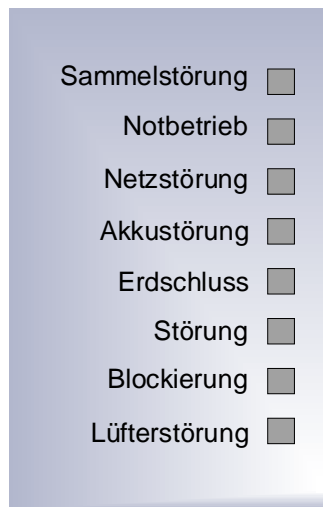 Sammelstörung
Notbetrieb
Netzstörung
Akkustörung
Erdschluss
Störung
Blockierung
Lüfterstörung